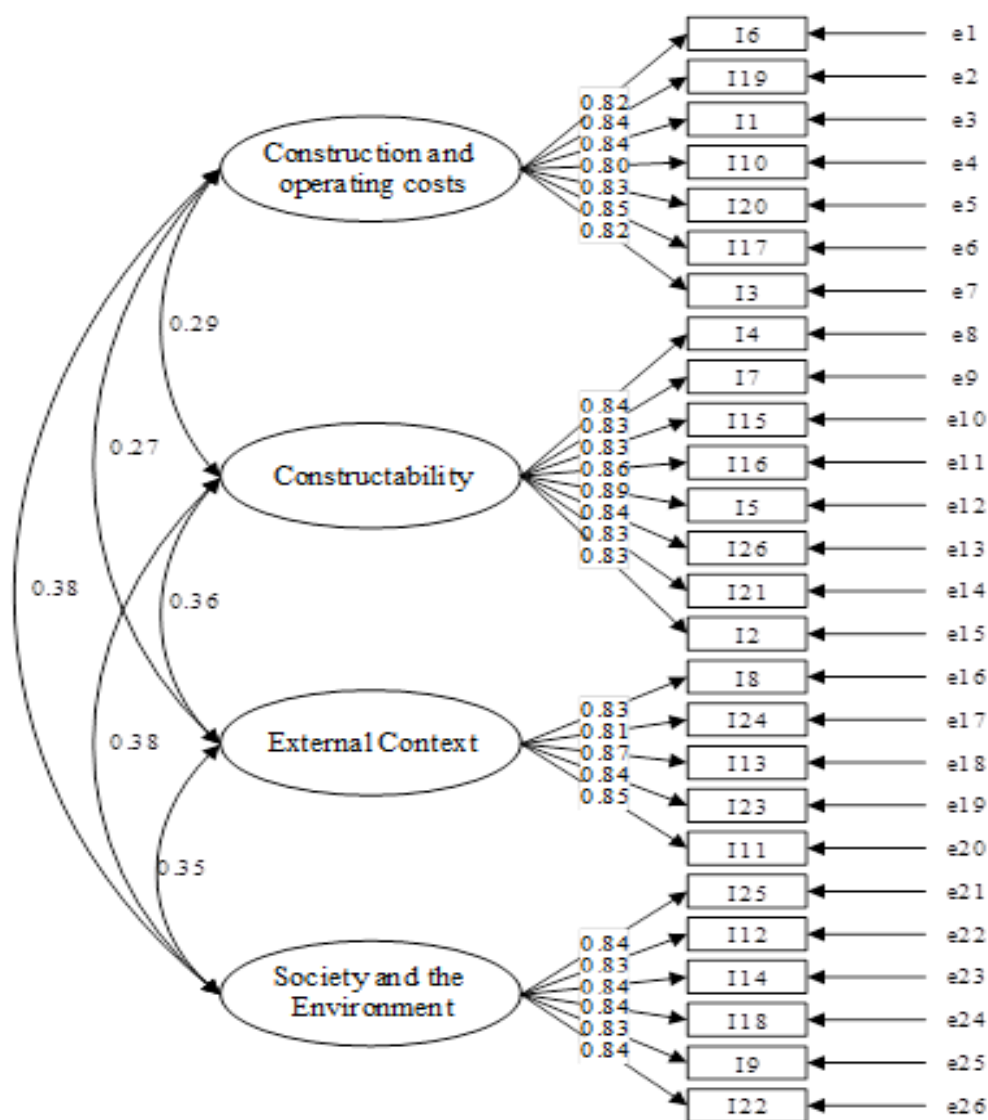 I6
e1
I19
e2
0.82
0.84
I1
e3
0.84
Construction and
operating costs
0.80
I10
e4
0.83
I20
e5
0.85
0.82
I17
e6
I3
e7
0.29
I4
e8
I7
e9
0.84
0.83
I15
e10
0.27
0.83
Constructability
0.86
I16
e11
0.89
I5
e12
0.84
0.83
I26
e13
0.83
0.38
I21
e14
0.36
I2
e15
I8
e16
0.83
0.81
I24
e17
0.38
External Context
0.87
I13
e18
0.84
0.85
I23
e19
I11
e20
0.35
I25
e21
0.84
I12
e22
0.83
Society and the
Environment
0.84
I14
e23
0.84
I18
e24
0.83
0.84
I9
e25
I22
e26